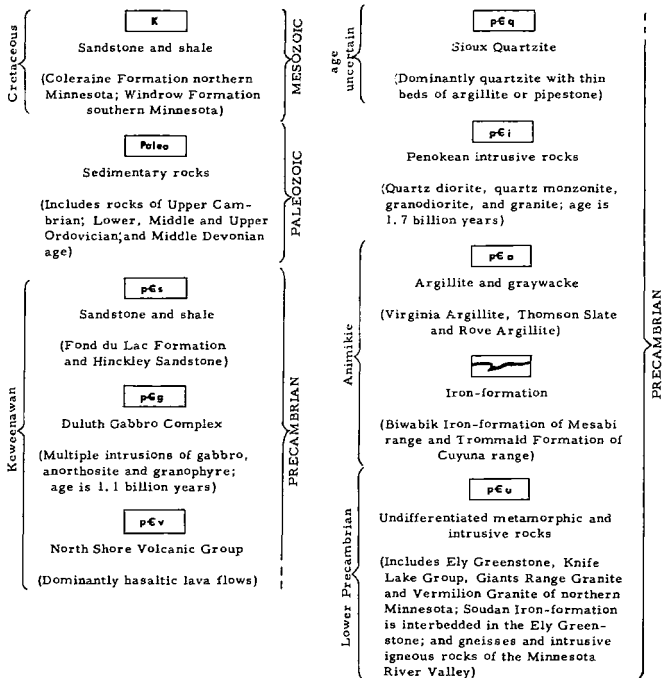 Cretaceous
K
Sandstone and shale
(Coleraine Formation northern
Minnesota; Windrow Formation
southern Minnesota)
MESOZOIC
Paleo
Sedimentary rocks
(Includes rocks of Upper Cam-
brian; Lower, Middle and Upper
Ordovician; and Middle Devonian
age)
PALEOZOIC
Keweenawan
p€s
Sandstone and shale
(Fond du Lac Formation
and Hinckley Sandstone)
p€g
Duluth Gabbro Complex
(Multiple intrusions of gabbro,
anorthosite and granophyre;
age is 1.1 billion years)
p€v
North Shore Volcanic Group
(Dominantly basaltic lava flows)
PRECAMBRIAN
age
uncertain
p€q
Sioux Quartzite
(Dominantly quartzite with thin
beds of argillite or pipestone)
p€i
Penokean intrusive rocks
(Quartz diorite, quartz monzonite,
granodiorite, and granite; age is
1.7 billion years)
Animikie
p€a
Argillite and graywacke
(Virginia Argillite, Thomson Slate
and Rove Argillite)
Iron-formation
(Biwabik Iron-formation of Mesabi
range and Trommald Formation of
Cuyuna range)
Lower Precambrian
p€u
Undifferentiated metamorphic and
intrusive rocks
(Includes Ely Greenstone, Knife
Lake Group, Giants Range Granite
and Vermilion Granite of northern
Minnesota; Soudan Iron-formation
is interbedded in the Ely Green-
stone; and gneisses and intrusive
igneous rocks of the Minnesota
River Valley)
PRECAMBRIAN